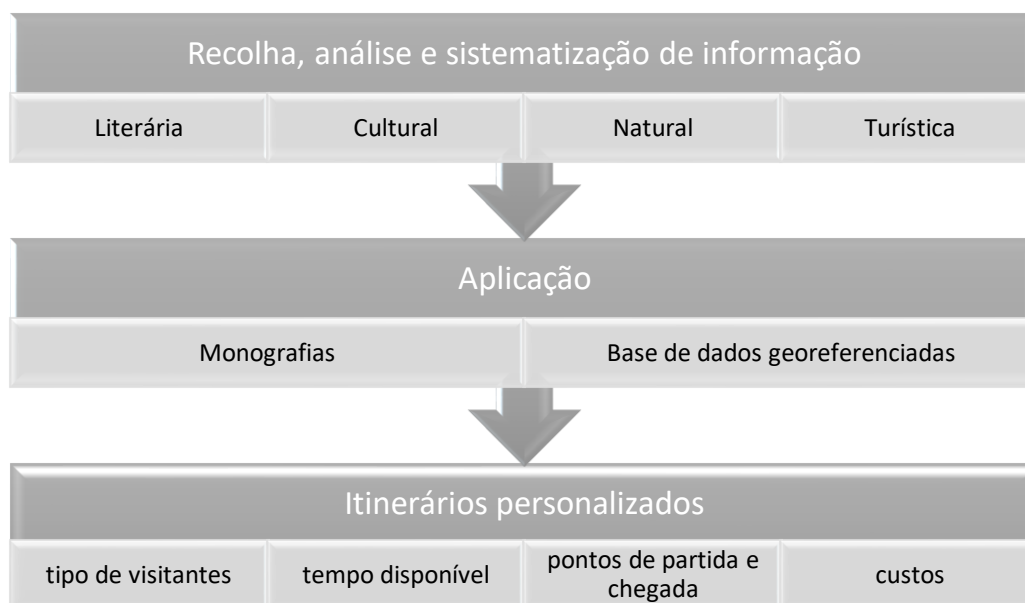 Recolha, análise e sistematização de informação
Literária
Cultural
Natural
Turística
Aplicação
Monografias
Base de dados georeferenciadas
Itinerários personalizados
tipo de visitantes
tempo disponível
pontos de partida e
chegada
custos